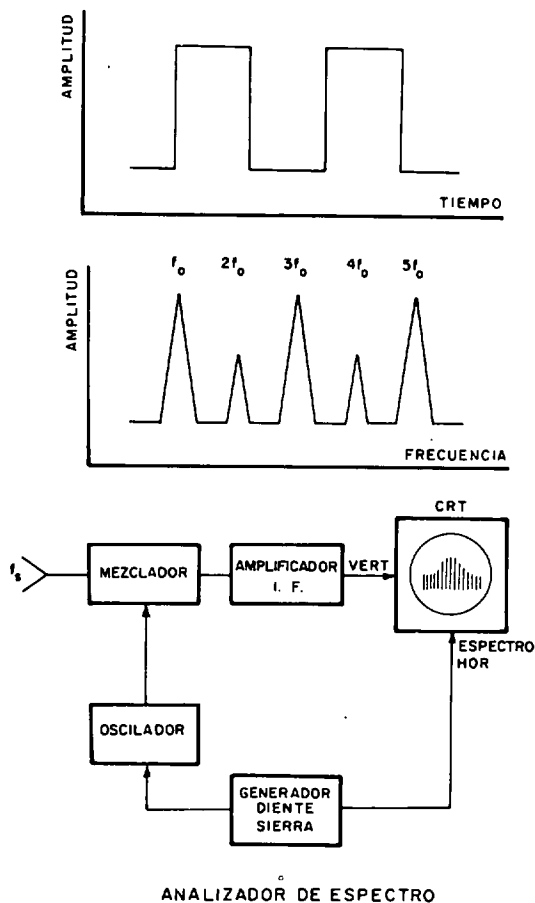 AMPLITUD
TIEMPO
f₀ 2f₀ 3f₀ 4f₀ 5f₀
AMPLITUD
FRECUENCIA
CRT
fₛ
MEZCLADOR
AMPLIFICADOR
I. F.
VERT
ESPECTRO
HOR
OSCILADOR
GENERADOR
DIENTE
SIERRA
ANALIZADOR DE ESPECTRO